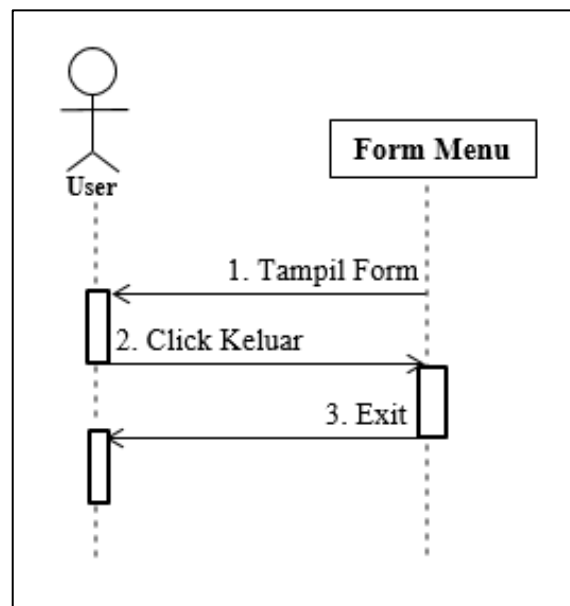 User
Form Menu
1. Tampil Form
2. Click Keluar
3. Exit